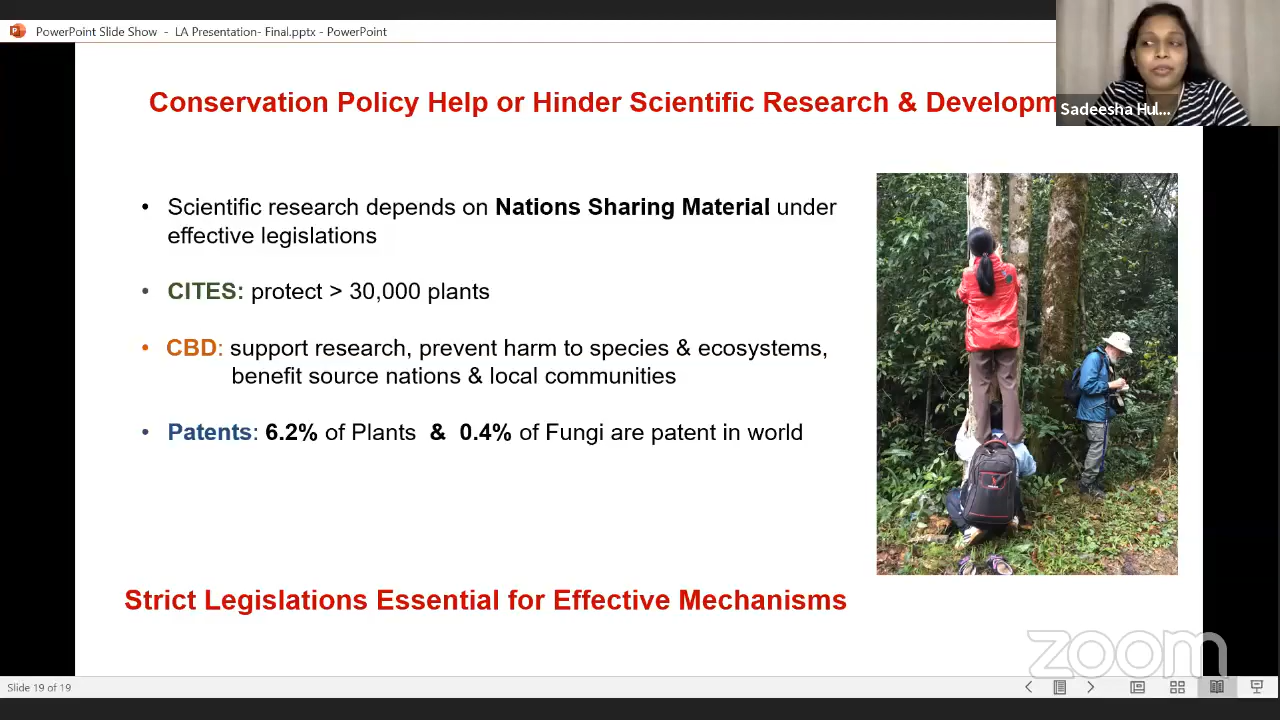 PowerPoint Slide Show - LA Presentation- Final.pptx - PowerPoint
Conservation Policy Help or Hinder Scientific Research & Developm
Sadeesha Hul...
• Scientific research depends on Nations Sharing Material under
effective legislations
• CITES: protect > 30,000 plants
• CBD: support research, prevent harm to species & ecosystems,
benefit source nations & local communities
• Patents: 6.2% of Plants & 0.4% of Fungi are patent in world
Strict Legislations Essential for Effective Mechanisms
zoom
Slide 19 of 19